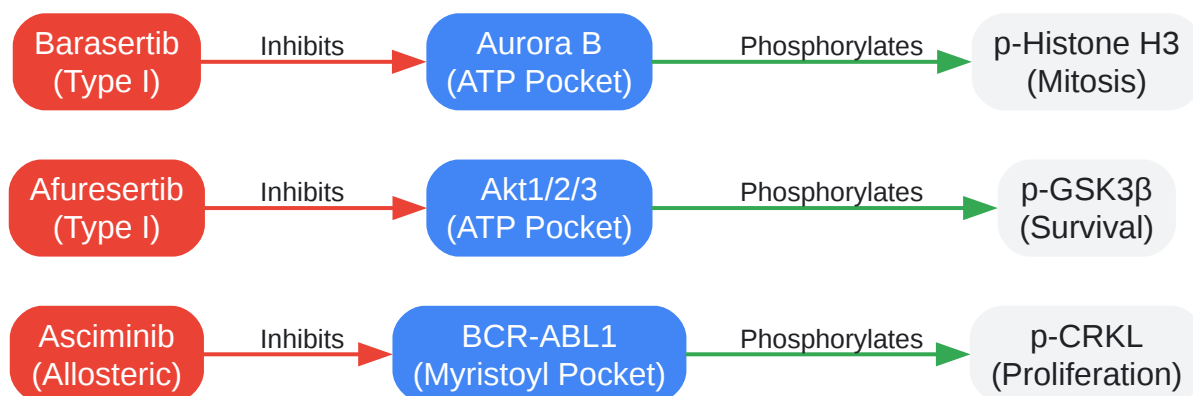 Barasertib
(Type I)
Inhibits
Aurora B
(ATP Pocket)
Phosphorylates
p-Histone H3
(Mitosis)
Afuresertib
(Type I)
Inhibits
Akt1/2/3
(ATP Pocket)
Phosphorylates
p-GSK3β
(Survival)
Asciminib
(Allosteric)
Inhibits
BCR-ABL1
(Myristoyl Pocket)
Phosphorylates
p-CRKL
(Proliferation)